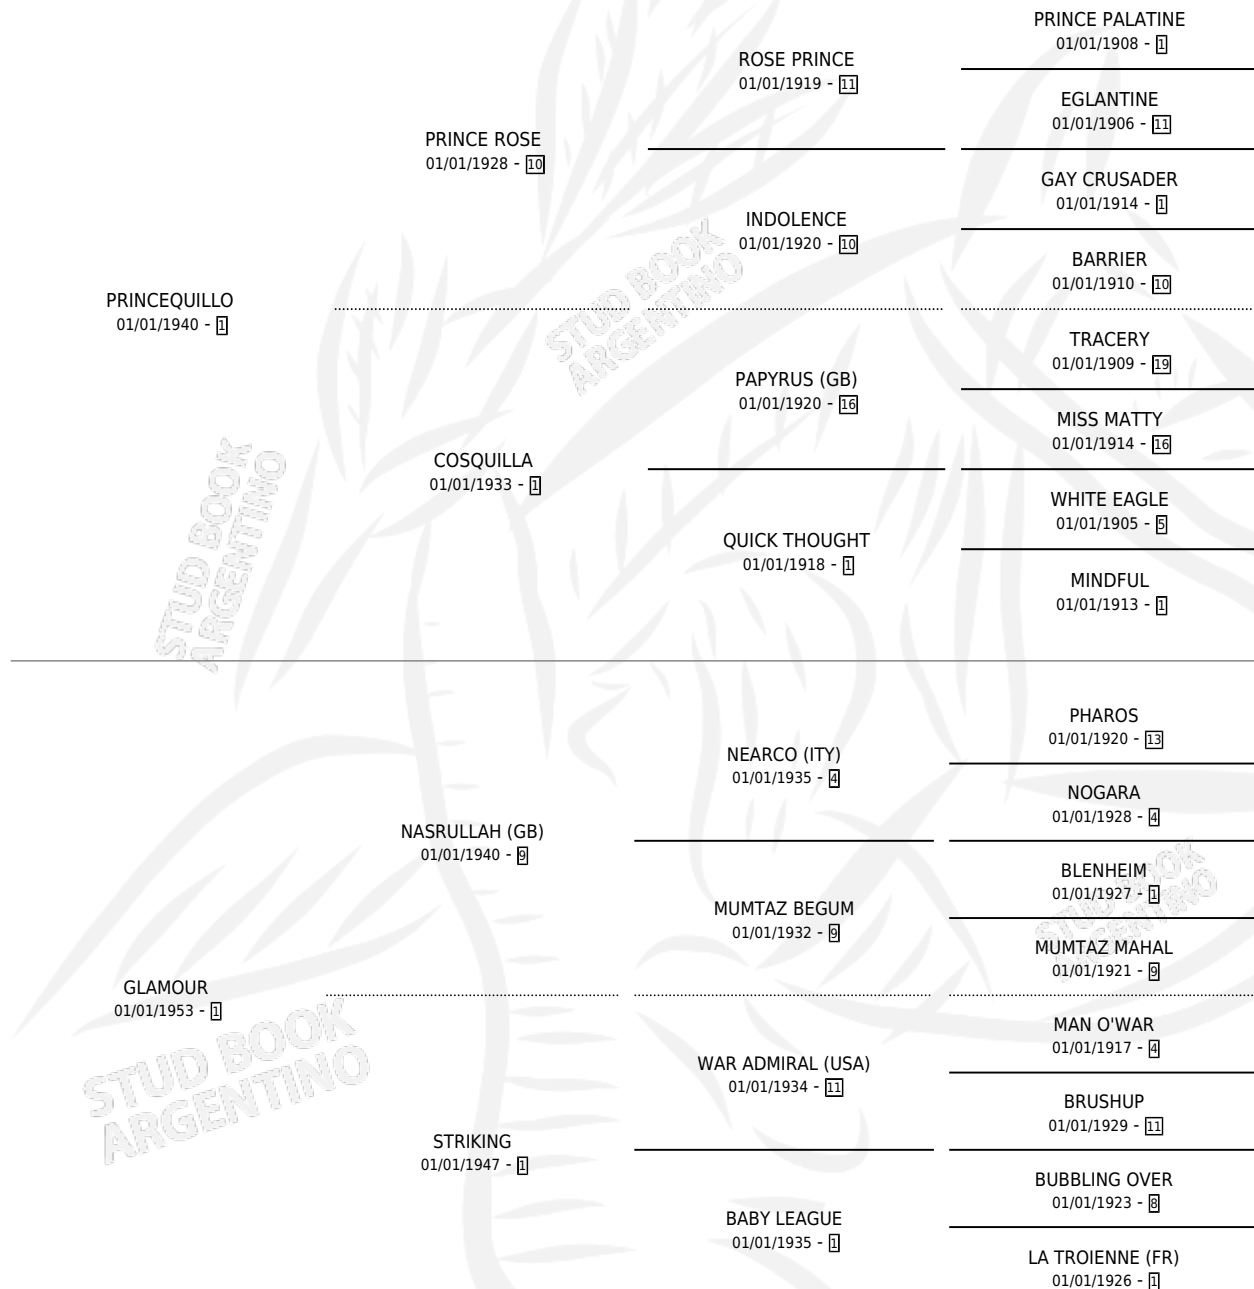 PRINCE PALATINE
01/01/1908 - 1
ROSE PRINCE
01/01/1919 - 11
EGLANTINE
01/01/1906 - 11
PRINCE ROSE
01/01/1928 - 10
GAY CRUSADER
01/01/1914 - 1
INDOLENCE
01/01/1920 - 10
BARRIER
01/01/1910 - 10
PRINCEQUILLO
01/01/1940 - 1
STUD BOOK
ARGENTINO
TRACERY
01/01/1909 - 19
PAPYRUS (GB)
01/01/1920 - 16
MISS MATTY
01/01/1914 - 16
COSQUILLA
01/01/1933 - 1
WHITE EAGLE
01/01/1905 - 5
QUICK THOUGHT
01/01/1918 - 1
MINDFUL
01/01/1913 - 1
STUD BOOK
ARGENTINO
PHAROS
01/01/1920 - 13
NEARCO (ITY)
01/01/1935 - 4
NOGARA
01/01/1928 - 4
NASRULLAH (GB)
01/01/1940 - 9
BLENHEIM
01/01/1927 - 1
MUMTAZ BEGUM
01/01/1932 - 9
MUMTAZ MAHAL
01/01/1921 - 9
STUD BOOK
ARGENTINO
GLAMOUR
01/01/1953 - 1
STUD BOOK
ARGENTINO
MAN O'WAR
01/01/1917 - 4
WAR ADMIRAL (USA)
01/01/1934 - 11
BRUSHUP
01/01/1929 - 11
STRIKING
01/01/1947 - 1
BUBBLING OVER
01/01/1923 - 8
BABY LEAGUE
01/01/1935 - 1
LA TROIENNE (FR)
01/01/1926 - 1